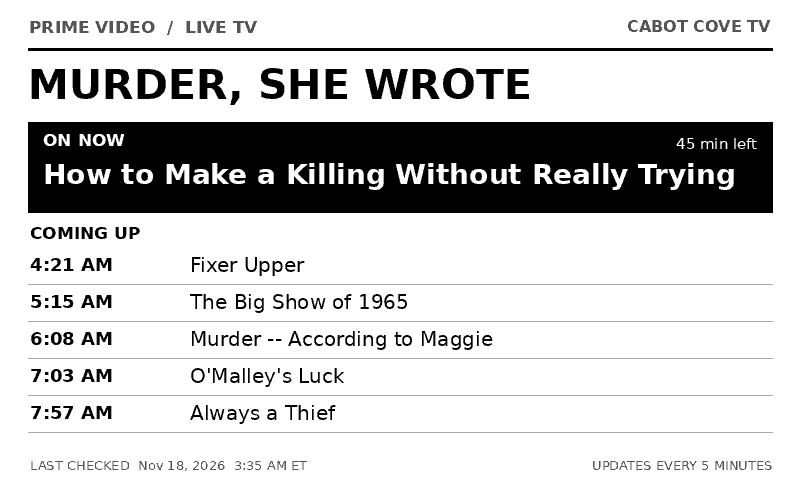 PRIME VIDEO / LIVE TV
CABOT COVE TV
MURDER, SHE WROTE
ON NOW
45 min left
How to Make a Killing Without Really Trying
COMING UP
4:21 AM Fixer Upper
5:15 AM The Big Show of 1965
6:08 AM Murder -- According to Maggie
7:03 AM O'Malley's Luck
7:57 AM Always a Thief
LAST CHECKED Nov 18, 2026 3:35 AM ET
UPDATES EVERY 5 MINUTES